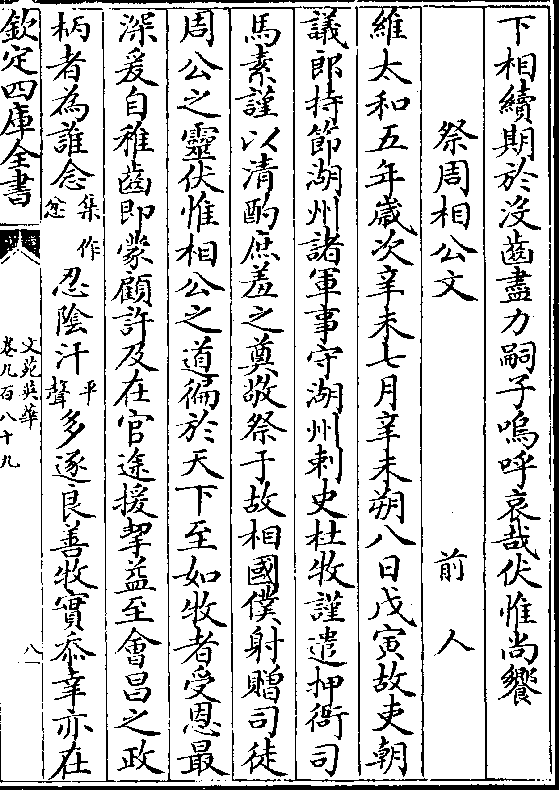 下相續期於沒齒盡力嗣子嗚呼哀哉伏惟尚饗
祭周相公文 前人
維太和五年歲次辛未七月辛未朔八日戊寅故吏朝
議郎持節湖州諸軍事守湖州刺史杜牧謹遣押衙司
馬素謹以清酌庶羞之奠敬祭于故相國僕射贈司徒
周公之靈伏惟相公之道徧於天下至如牧者受恩最
深爰自稚齒即蒙顧許及在官途援挈益至會昌之政
柄者為誰念集作忿忍陰汗平聲多逐良善牧實忝幸亦在
欽定四庫全書
文苑英華
卷九百八十九
八